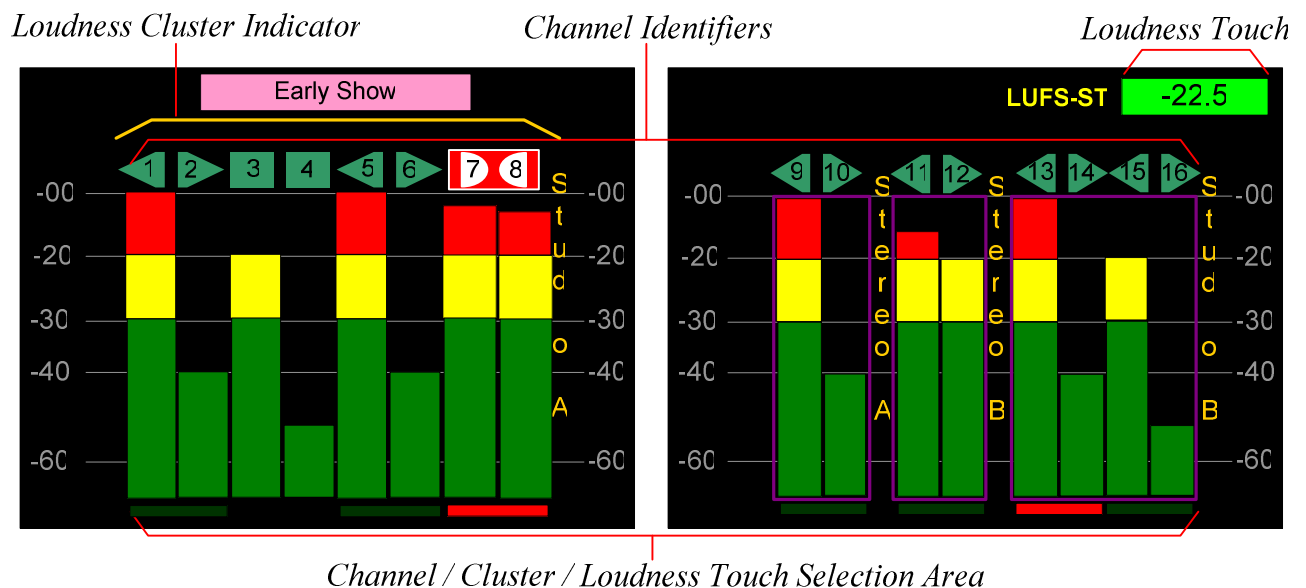 Loudness Cluster Indicator
Channel Identifiers
Loudness Touch
Early Show
LUFS-ST
-22.5
1 2 3 4 5 6 7 8
9 10 11 12 13 14 15 16
-00
-20
-30
-40
-60
-00
-20
-30
-40
-60
Stud o A
-00
-20
-30
-40
-60
Stereo A
Stereo B
Stud o B
-00
-20
-30
-40
-60
Channel / Cluster / Loudness Touch Selection Area